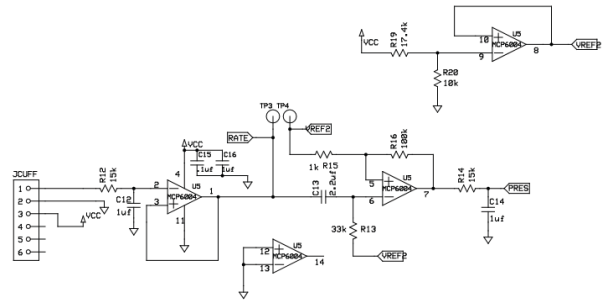 U5
10
MCP6004
9
8
VREF2
VCC
R19
17.4k
R20
10k
TP3 TP4
RATE
VREF2
VCC
4
C15
.1uf
C16
.1uf
R16
100k
1k R15
JCUFF
1
2
3
4
5
6
R12
15k
C12
1uf
VCC
2
3
MCP6004
U5
1
11
C13
2.2uf
5
6
MCP6004
U5
7
R14
15k
PRES
C14
1uf
33k R13
VREF2
12
13
MCP6004
U5
14